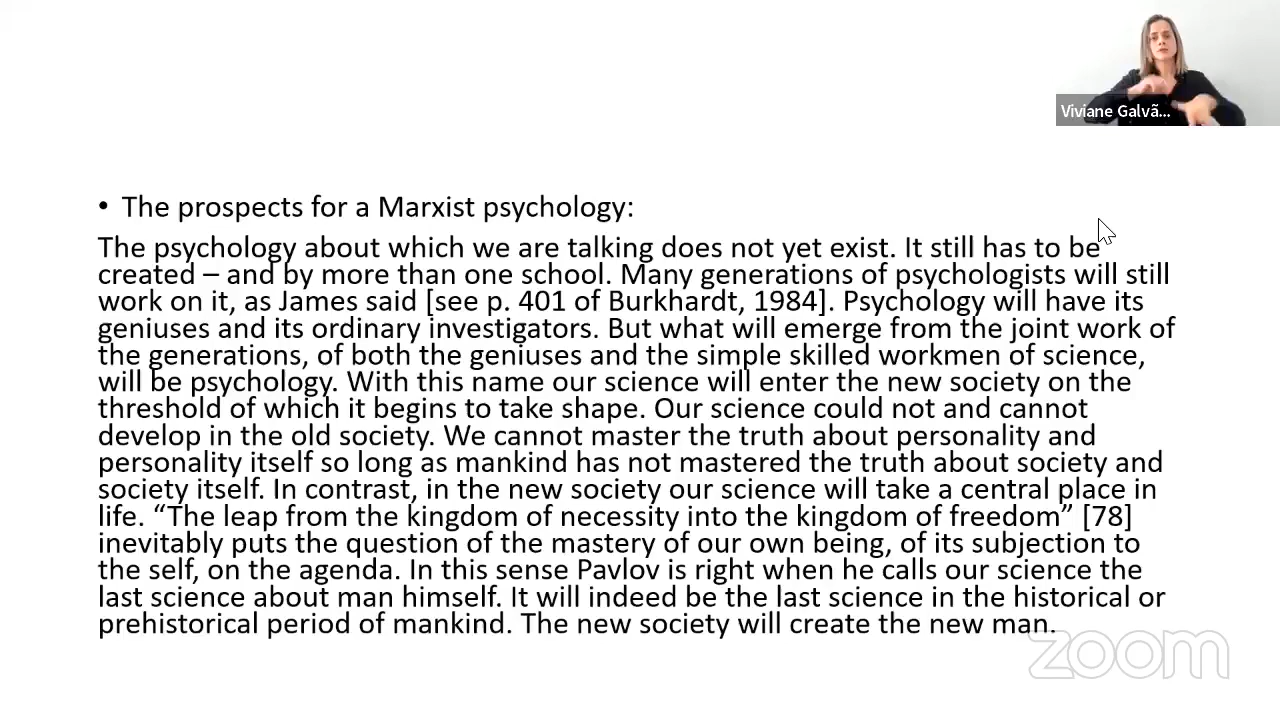 Viviane Galvã...
• The prospects for a Marxist psychology:
The psychology about which we are talking does not yet exist. It still has to be
created – and by more than one school. Many generations of psychologists will still
work on it, as James said [see p. 401 of Burkhardt, 1984]. Psychology will have its
geniuses and its ordinary investigators. But what will emerge from the joint work of
the generations, of both the geniuses and the simple skilled workmen of science,
will be psychology. With this name our science will enter the new society on the
threshold of which it begins to take shape. Our science could not and cannot
develop in the old society. We cannot master the truth about personality and
personality itself so long as mankind has not mastered the truth about society and
society itself. In contrast, in the new society our science will take a central place in
life. “The leap from the kingdom of necessity into the kingdom of freedom” [78]
inevitably puts the question of the mastery of our own being, of its subjection to
the self, on the agenda. In this sense Pavlov is right when he calls our science the
last science about man himself. It will indeed be the last science in the historical or
prehistorical period of mankind. The new society will create the new man.
zoom